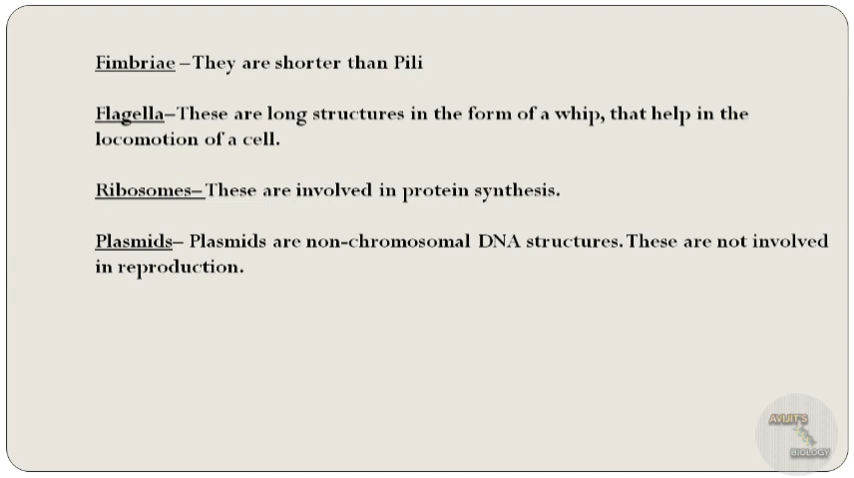 Fimbriae – They are shorter than Pili
Flagella–These are long structures in the form of a whip, that help in the
locomotion of a cell.
Ribosomes– These are involved in protein synthesis.
Plasmids– Plasmids are non-chromosomal DNA structures. These are not involved
in reproduction.
AVIJIT'S
BIOLOGY